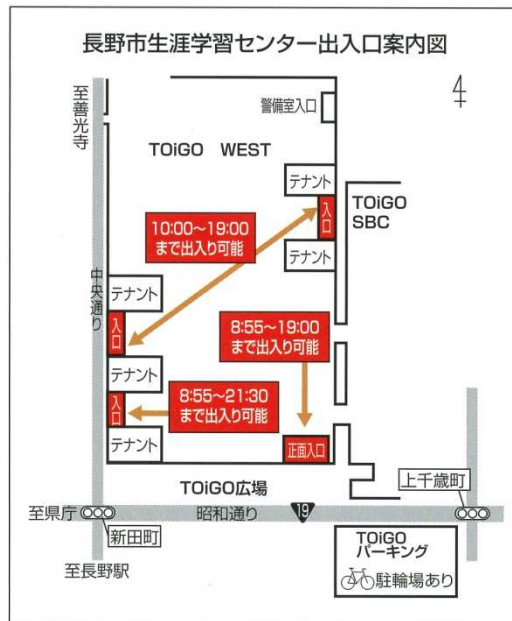 長野市生涯学習センター出入口案内図
至善光寺
警備室入口
TOiGO WEST
テナント
入口
テナント
TOiGO
SBC
10:00～19:00
まで出入り可能
中央通り
テナント
入口
テナント
入口
テナント
8:55～19:00
まで出入り可能
8:55～21:30
まで出入り可能
正面入口
TOiGO広場
上千歳町
至県庁
昭和通り
19
新田町
至長野駅
TOiGO
パーキング
駐輪場あり